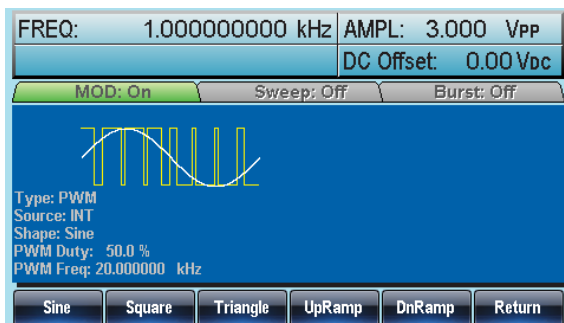 FREQ: 1.000000000 kHz AMPL: 3.000 VPP
DC Offset: 0.00 VDC
MOD: On Sweep: Off Burst: Off
Type: PWM
Source: INT
Shape: Sine
PWM Duty: 50.0 %
PWM Freq: 20.000000 kHz
Sine Square Triangle UpRamp DnRamp Return